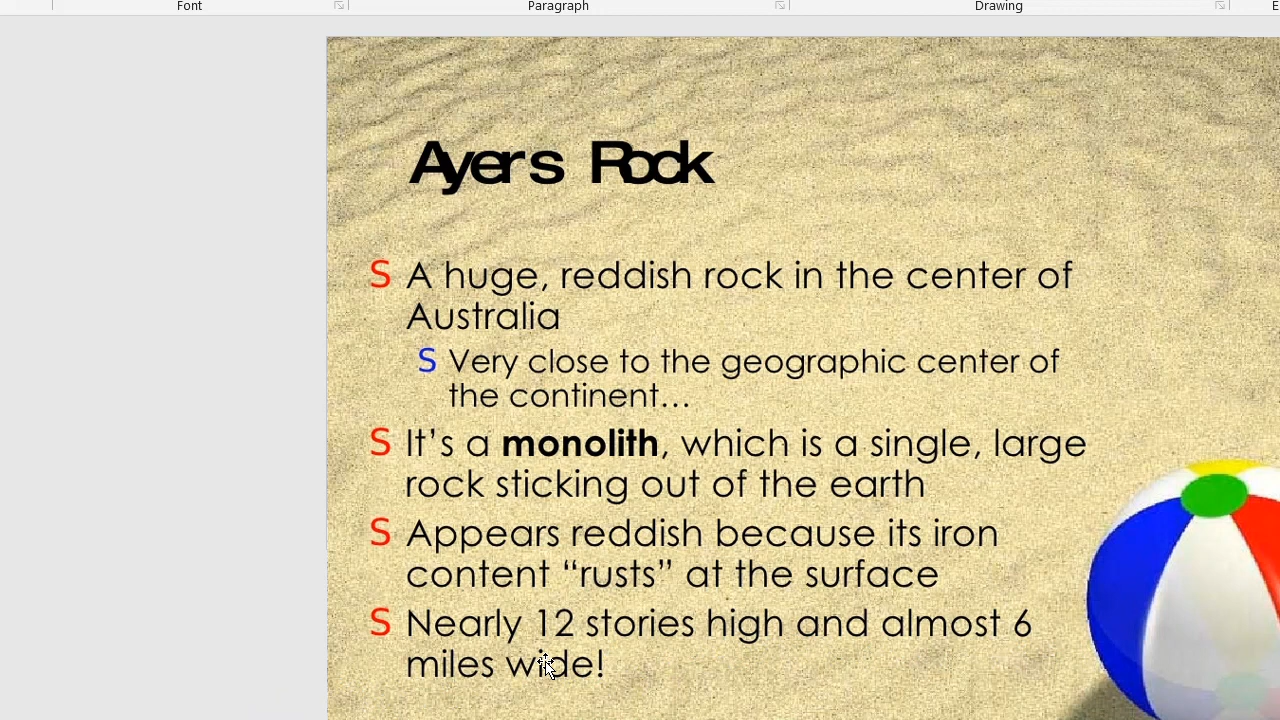 Font Paragraph Drawing E
Ayers Rock
S A huge, reddish rock in the center of
Australia
S Very close to the geographic center of
the continent…
S It’s a monolith, which is a single, large
rock sticking out of the earth
S Appears reddish because its iron
content “rusts” at the surface
S Nearly 12 stories high and almost 6
miles wide!